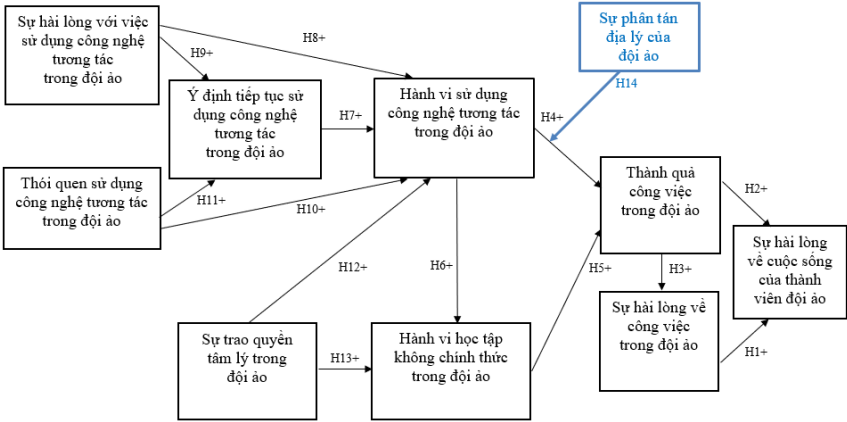 Sự hài lòng với việc
sử dụng công nghệ
tương tác
trong đội ảo
H8+
H9+
Sự phân tán
địa lý của
đội ảo
H14
Ý định tiếp tục sử
dụng công nghệ
tương tác
trong đội ảo
H7+
Hành vi sử dụng
công nghệ tương tác
trong đội ảo
H4+
Thói quen sử dụng
công nghệ tương tác
trong đội ảo
H11+
H10+
Thành quả
công việc
trong đội ảo
H2+
H12+
H6+
H5+
H3+
Sự hài lòng
về cuộc sống
của thành
viên đội ảo
Sự trao quyền
tâm lý trong
đội ảo
H13+
Hành vi học tập
không chính thức
trong đội ảo
Sự hài lòng về
công việc
trong đội ảo
H1+